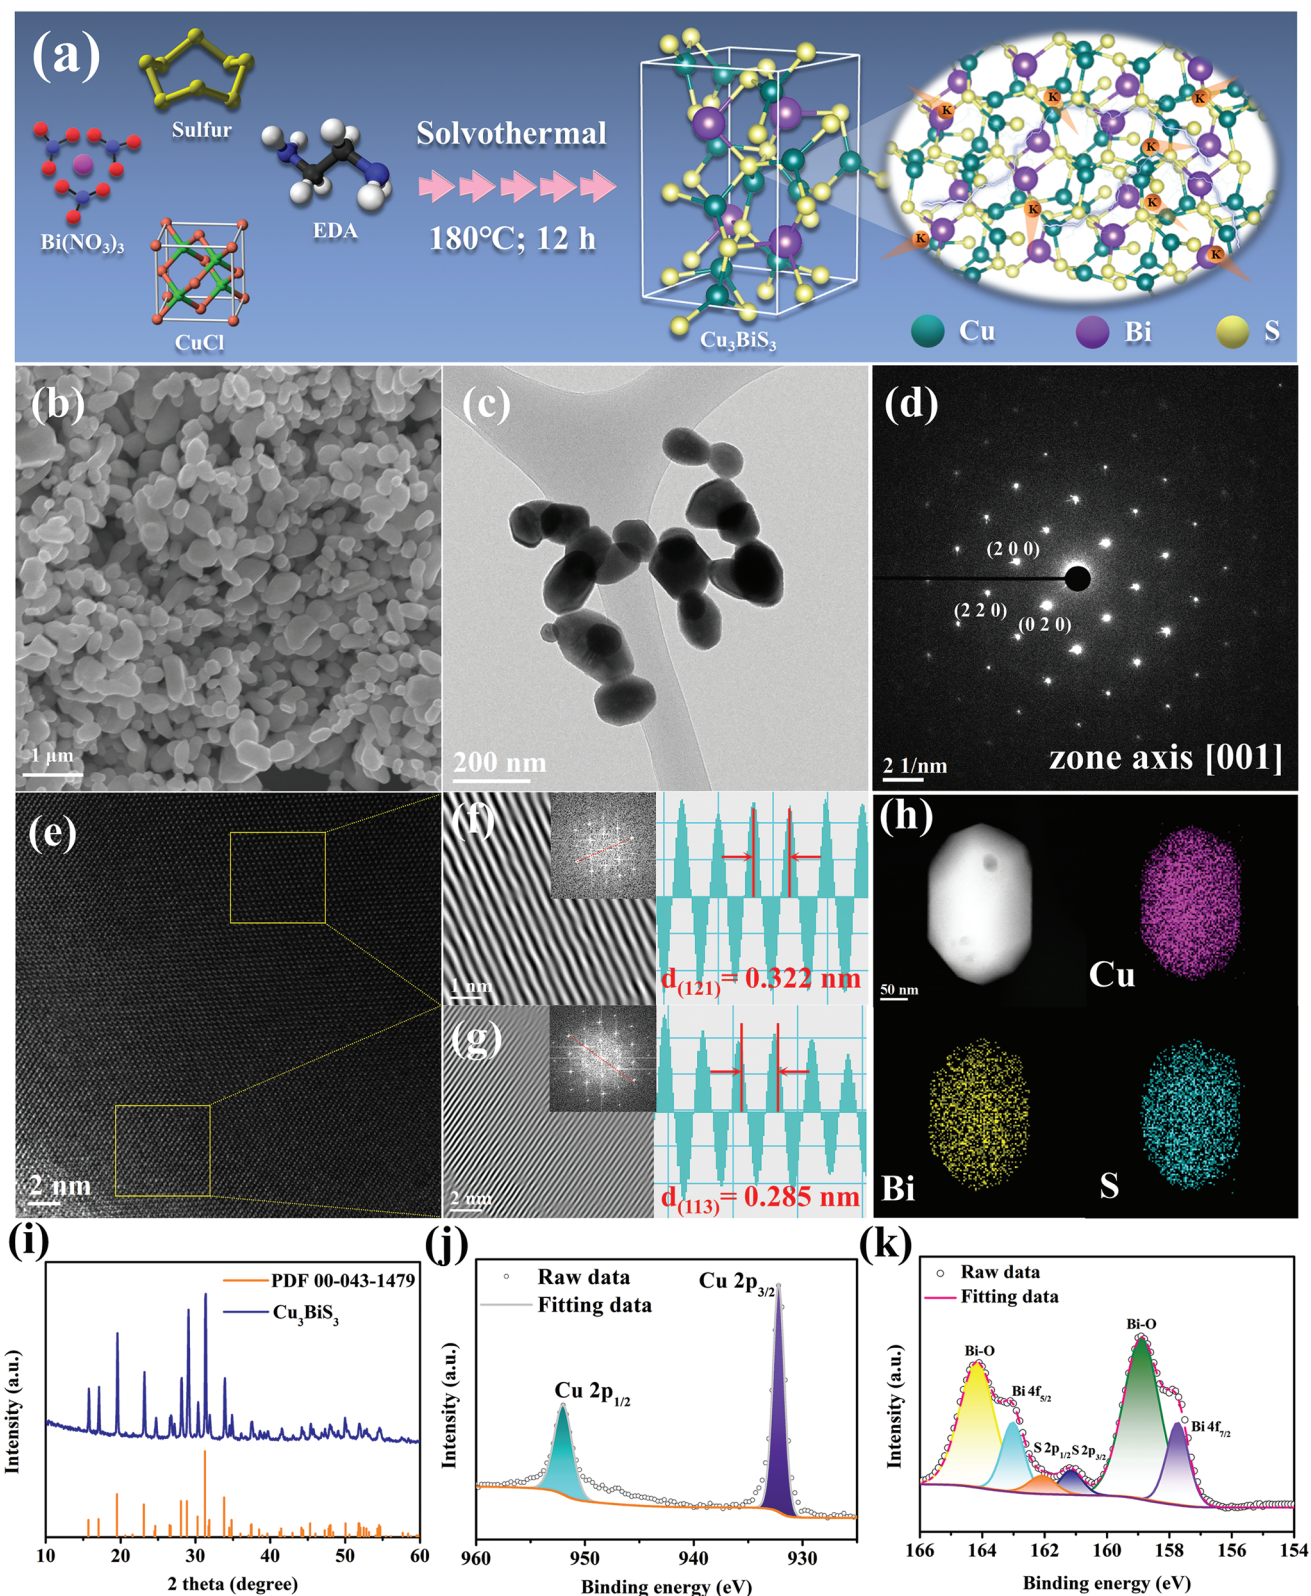 (a)
Sulfur
Bi(NO₃)₃
EDA
CuCl
Solvothermal
180℃; 12 h
Cu₃BiS₃
K
K
K
K
K
K
K
K
Cu
Bi
S
(b)
1 μm
(c)
200 nm
(d)
(2 0 0)
(2 2 0)
(0 2 0)
zone axis [001]
2 1/nm
(e)
2 nm
(f)
1 nm
d₍₁₂₁₎= 0.322 nm
(g)
2 nm
d₍₁₁₃₎= 0.285 nm
(h)
50 nm
Cu
Bi
S
(i)
PDF 00-043-1479
Cu₃BiS₃
Intensity (a.u.)
10 20 30 40 50 60
2 theta (degree)
(j)
Raw data
Fitting data
Cu 2p₃/₂
Cu 2p₁/₂
Intensity (a.u.)
960 950 940 930
Binding energy (eV)
(k)
Raw data
Fitting data
Bi-O
Bi 4f₅/₂
S 2p₁/₂
S 2p₃/₂
Bi-O
Bi 4f₇/₂
Intensity (a.u.)
166 164 162 160 158 156 154
Binding energy (eV)